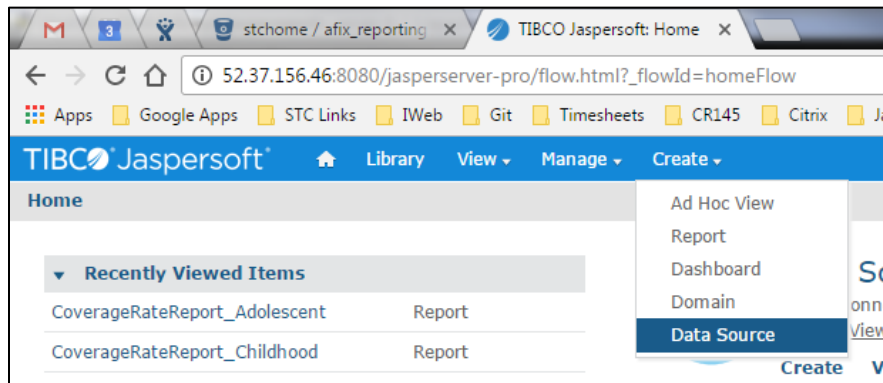 3 stchome / afix_reporting TIBCO Jaspersoft: Home
52.37.156.46:8080/jasperserver-pro/flow.html?_flowId=homeFlow
Apps Google Apps STC Links IWeb Git Timesheets CR145 Citrix
TIBCO Jaspersoft Library View Manage Create
Home
Ad Hoc View
Report
Dashboard
Domain
Data Source
Recently Viewed Items
CoverageRateReport_Adolescent Report
CoverageRateReport_Childhood Report
Create